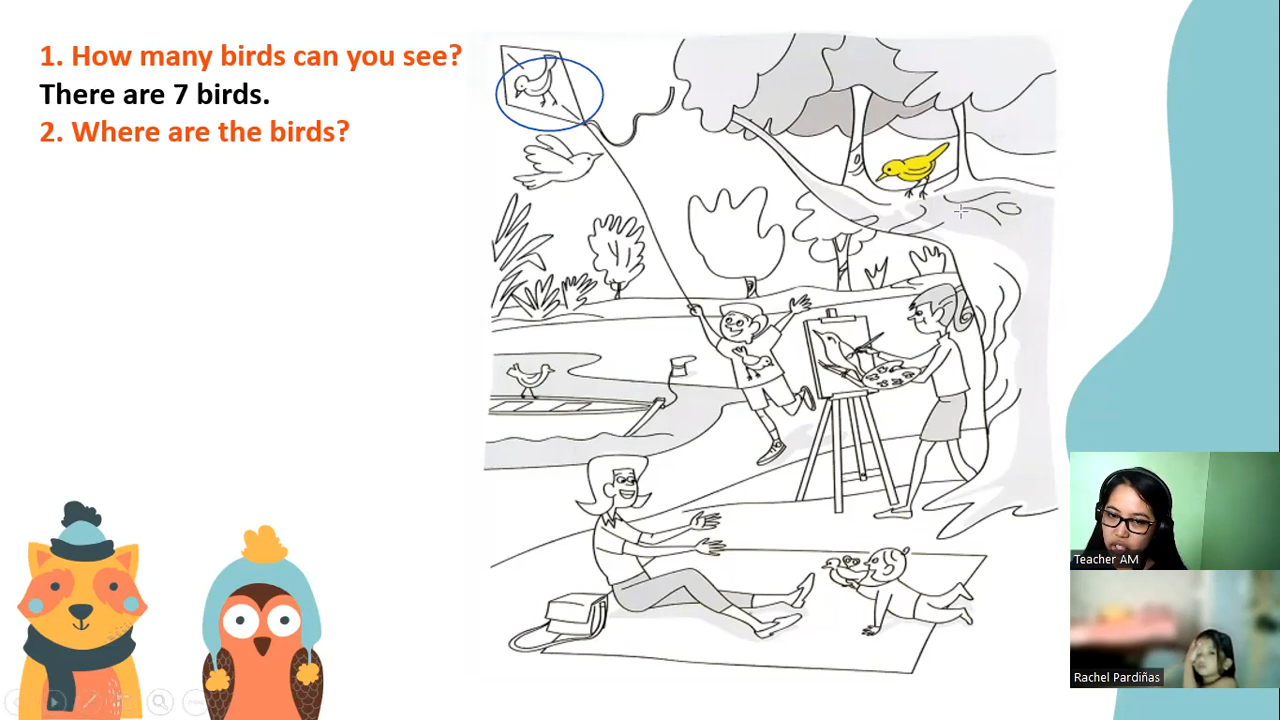 1. How many birds can you see?
There are 7 birds.
2. Where are the birds?
Teacher AM
Rachel Pardiñas